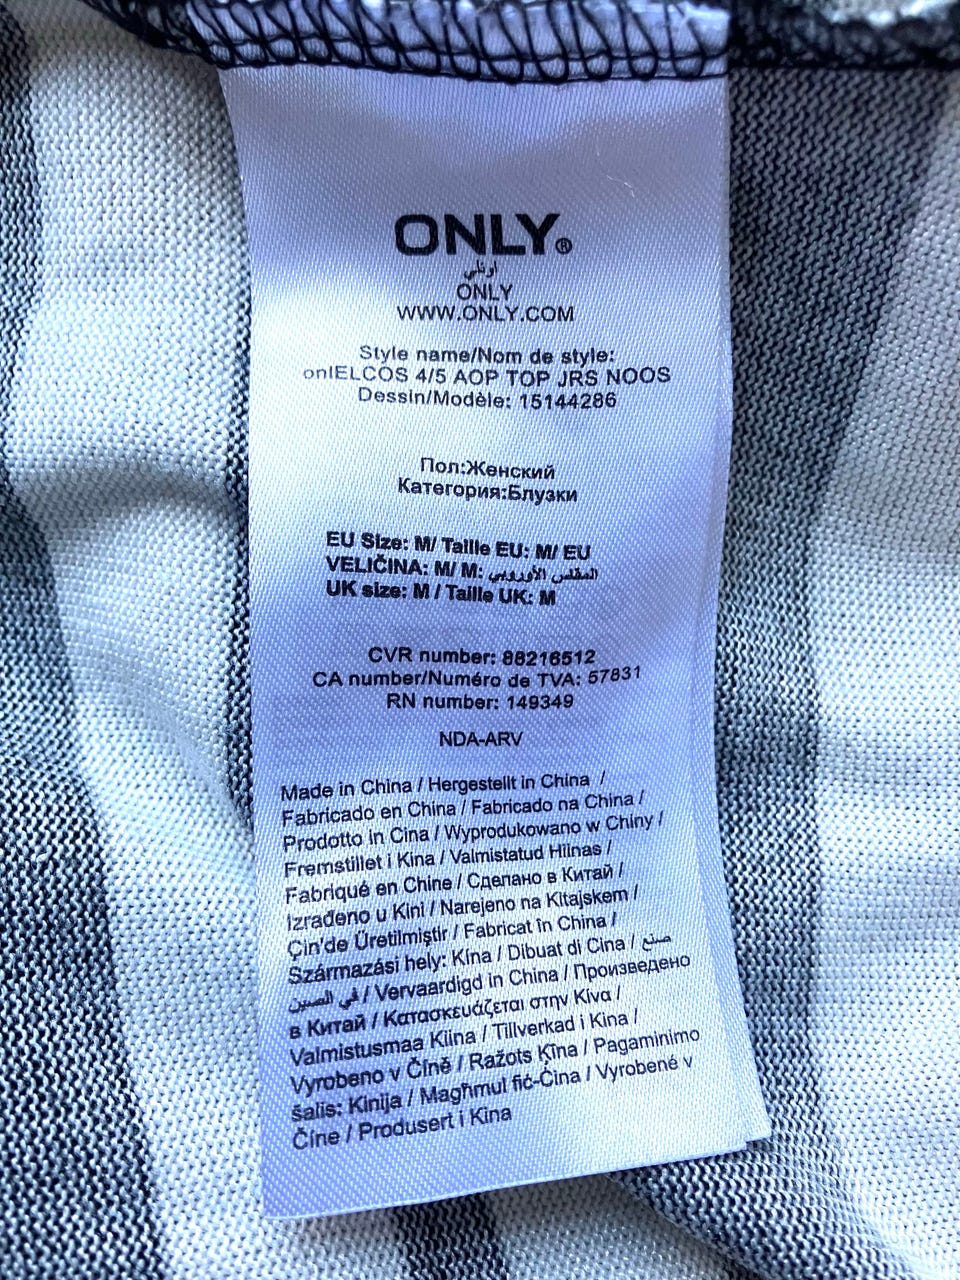 ONLY®
اونلي
ONLY
WWW.ONLY.COM
Style name/Nom de style:
onlELCOS 4/5 AOP TOP JRS NOOS
Dessin/Modèle: 15144286
Пол:Женский
Категория:Блузки
EU Size: M/ Taille EU: M/ EU
VELIČINA: M/ M: المقاس الأوروبي
UK size: M / Taille UK: M
CVR number: 88216512
CA number/Numéro de TVA: 57831
RN number: 149349
NDA-ARV
Made in China / Hergestellt in China /
Fabricado en China / Fabricado na China /
Prodotto in Cina / Wyprodukowano w Chiny /
Fremstillet i Kina / Valmistatud Hiinas /
Fabriqué en Chine / Сделано в Китай /
Izrađeno u Kini / Narejeno na Kitajskem /
Çin'de Üretilmiştir / Fabricat în China /
Származási hely: Kína / Dibuat di Cina / صنع
في الصين / Vervaardigd in China / Произведено
в Китай / Κατασκευάζεται στην Κίνα /
Valmistusmaa Kiina / Tillverkad i Kina /
Vyrobeno v Číně / Ražots Ķīna / Pagaminimo
šalis: Kinija / Magħmul fiċ-Ċina / Vyrobené v
Číne / Produsert i Kina